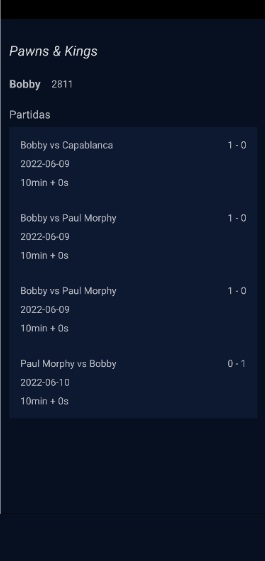 Pawns & Kings
Bobby 2811
Partidas
Bobby vs Capablanca 1 - 0
2022-06-09
10min + 0s
Bobby vs Paul Morphy 1 - 0
2022-06-09
10min + 0s
Bobby vs Paul Morphy 1 - 0
2022-06-09
10min + 0s
Paul Morphy vs Bobby 0 - 1
2022-06-10
10min + 0s